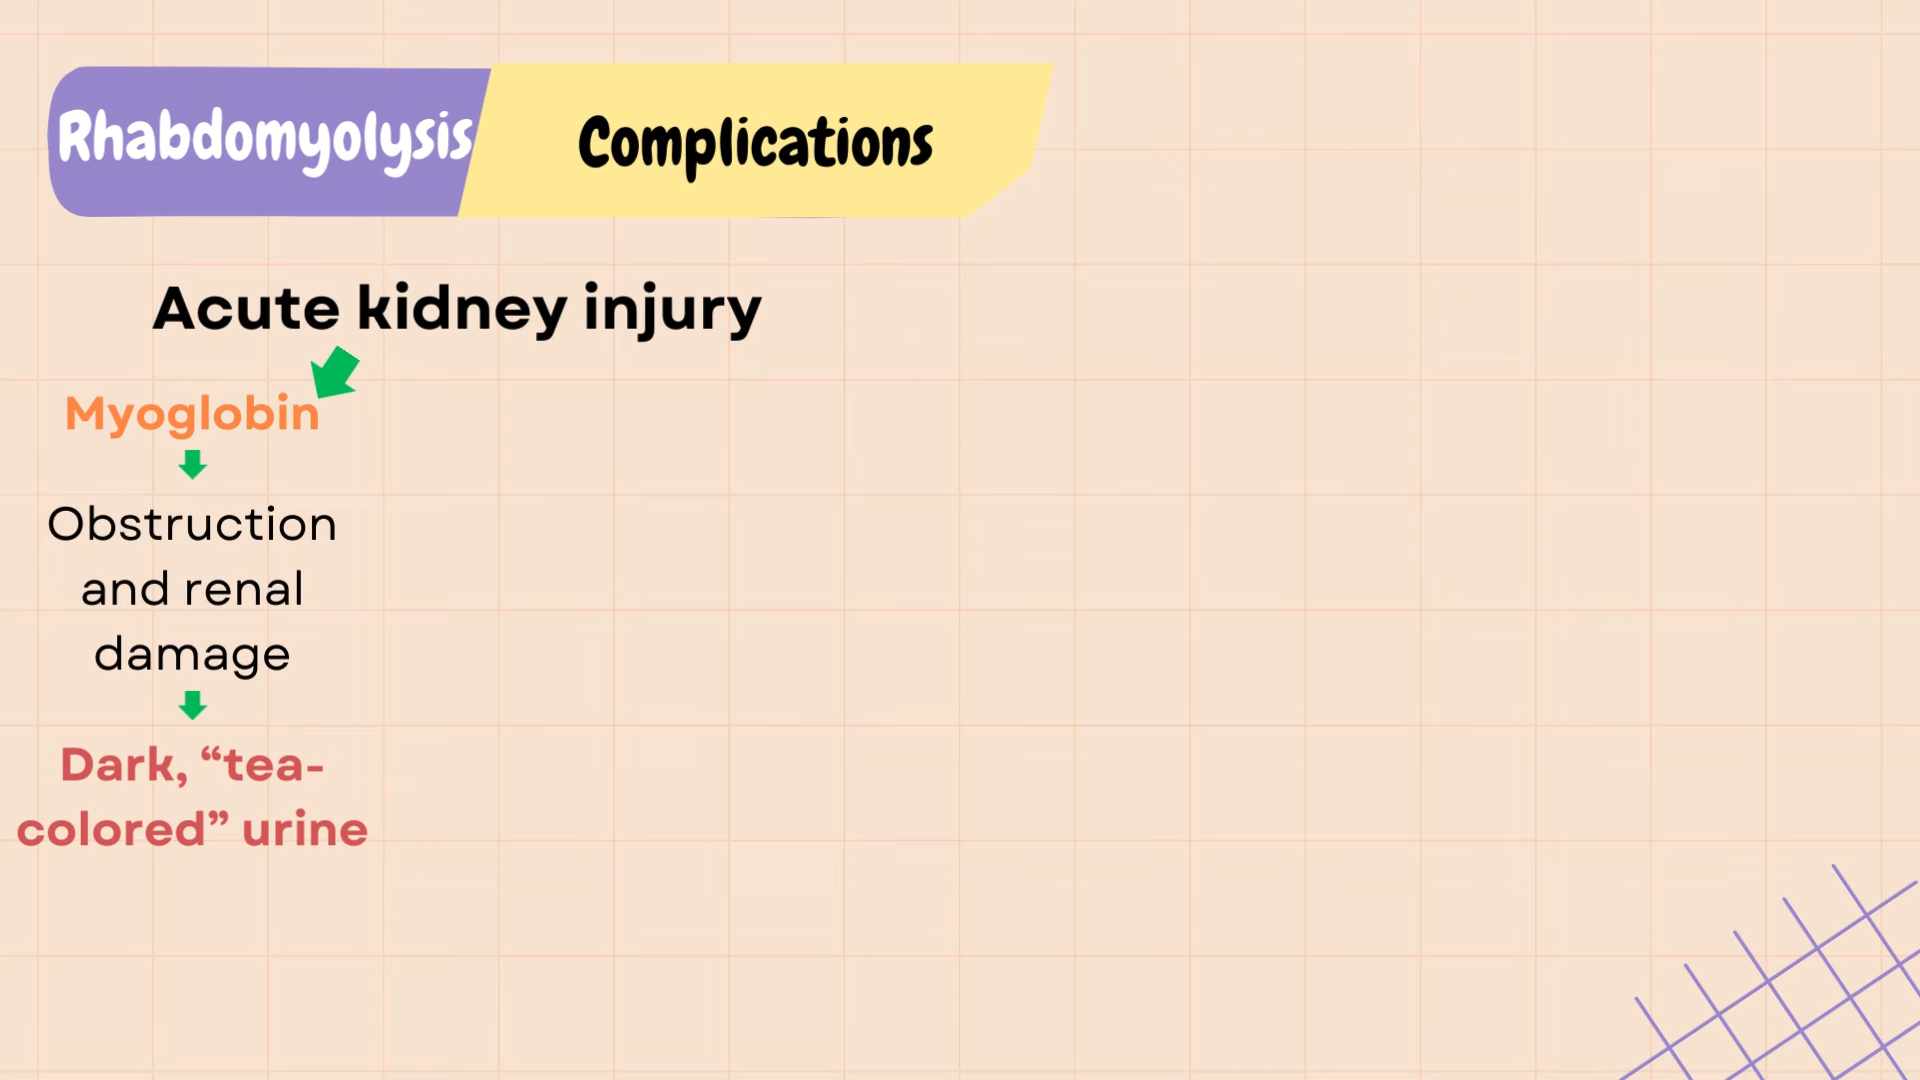 Rhabdomyolysis
Complications
Acute kidney injury
Myoglobin
Obstruction
and renal
damage
Dark, “tea-
colored” urine